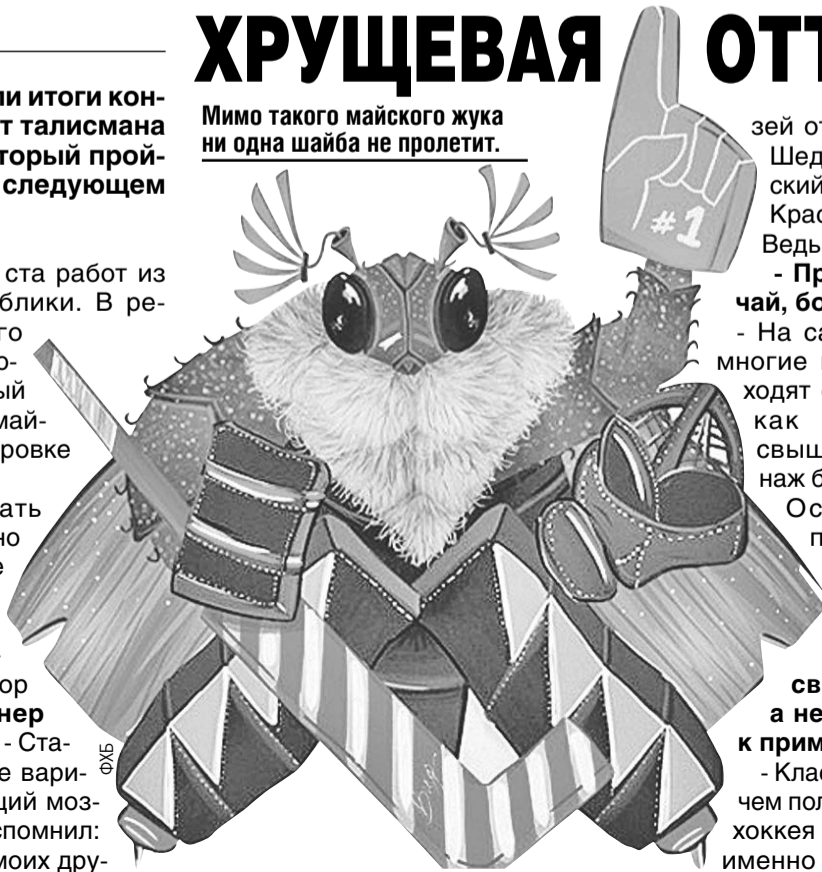 ХРУЩЕВАЯ ОТТ
Мимо такого майского жука
ни одна шайба не пролетит.
ли итоги кон-
т талисмана
торый прой-
следующем
ста работ из
блики. В ре-
го
о-
ый
май-
ровке
ать
но
е
ор
нер
- Ста-
е вари-
щий моз-
спомнил:
моих дру-
ФХБ
#1
зей от
Шед
ский
Крас
Ведь
- Пр
чай, бо
- На са
многие
ходят
как
свыш
наж б
Ос
п
св
а не
к прим
- Клас
чем пол
хоккея
именно